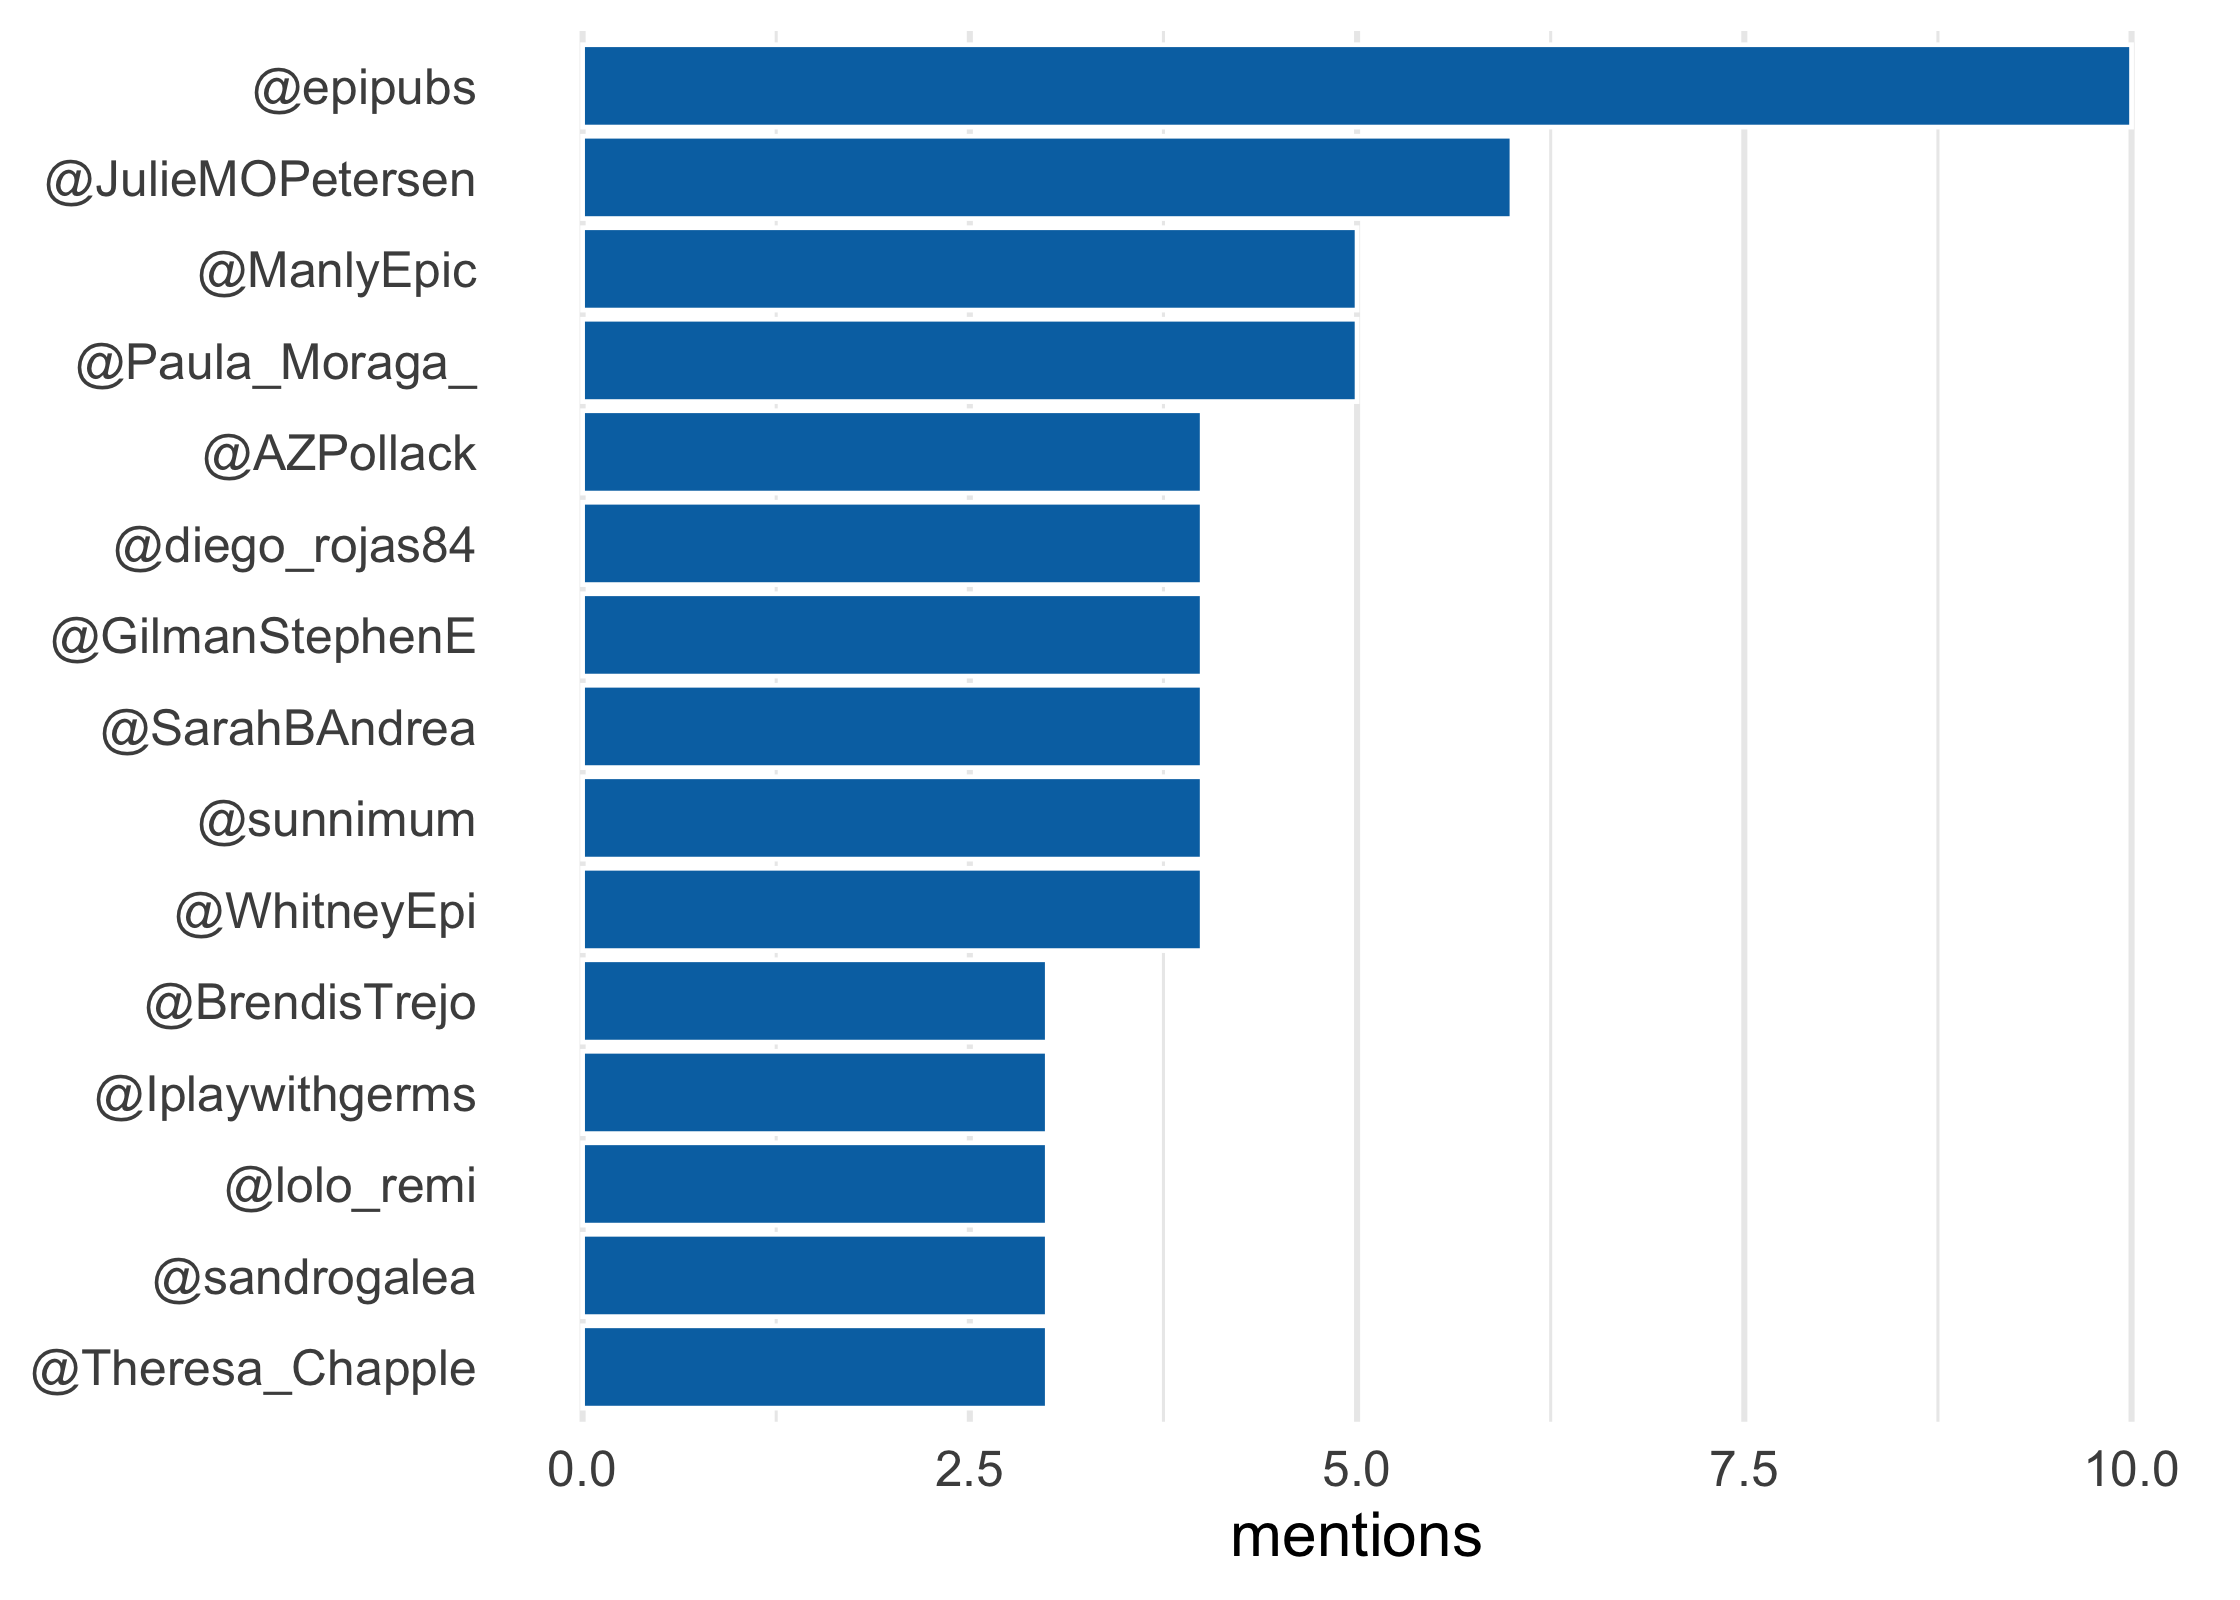 @epipubs
@JulieMOPetersen
@ManlyEpic
@Paula_Moraga_
@AZPollack
@diego_rojas84
@GilmanStephenE
@SarahBAndrea
@sunnimum
@WhitneyEpi
@BrendisTrejo
@Iplaywithgerms
@lolo_remi
@sandrogalea
@Theresa_Chapple
0.0 2.5 5.0 7.5 10.0
mentions